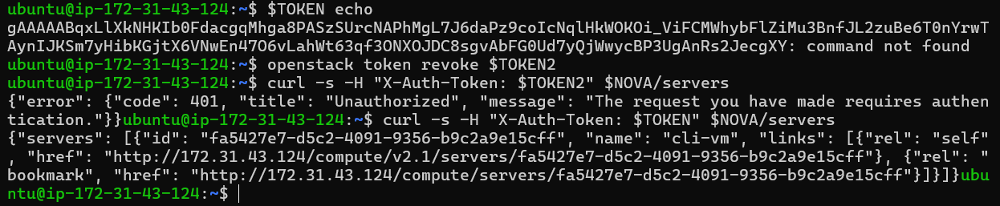 ubuntu@ip-172-31-43-124:~$ $TOKEN echo
gAAAAABqxLlXkNHKIb0FdacgqMhga8PASzSUrcNAPhMgL7J6daPz9coIcNqlHkWOKOi_ViFCMWhybFlZiMu3BnfJL2zuBe6T0nYrwT
AynIJKSm7yHibKGjtX6VNwEn47O6vLahWt63qf3ONXOJDC8sgvAbFG0Ud7yQjWwycBP3UgAnRs2JecgXY: command not found
ubuntu@ip-172-31-43-124:~$ openstack token revoke $TOKEN2
ubuntu@ip-172-31-43-124:~$ curl -s -H "X-Auth-Token: $TOKEN2" $NOVA/servers
{"error": {"code": 401, "title": "Unauthorized", "message": "The request you have made requires authen
tication."}}ubuntu@ip-172-31-43-124:~$ curl -s -H "X-Auth-Token: $TOKEN" $NOVA/servers
{"servers": [{"id": "fa5427e7-d5c2-4091-9356-b9c2a9e15cff", "name": "cli-vm", "links": [{"rel": "self"
, "href": "http://172.31.43.124/compute/v2.1/servers/fa5427e7-d5c2-4091-9356-b9c2a9e15cff"}, {"rel": "
bookmark", "href": "http://172.31.43.124/compute/servers/fa5427e7-d5c2-4091-9356-b9c2a9e15cff"}]}]}ubu
ntu@ip-172-31-43-124:~$